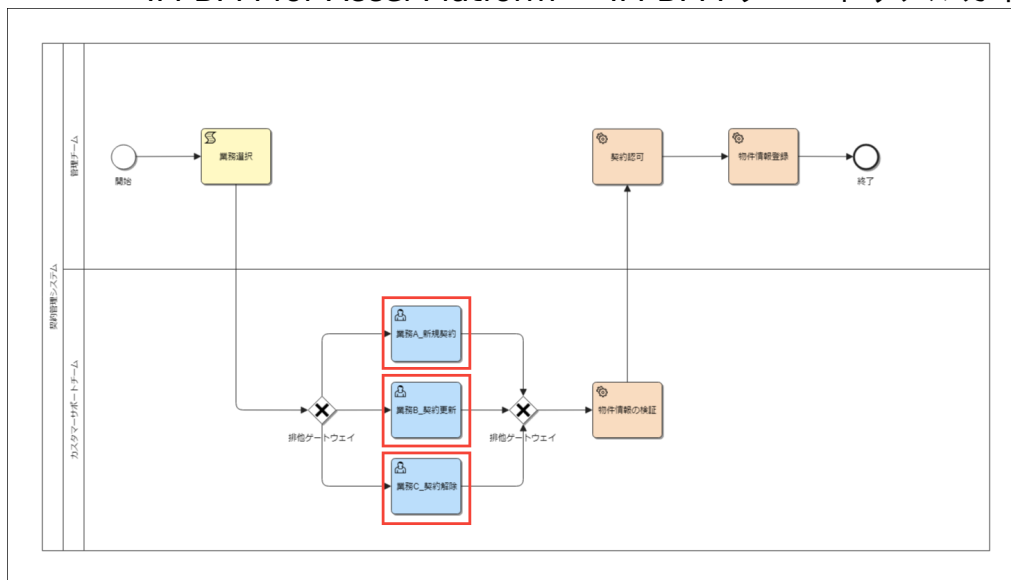 契約管理システム
管理チーム
開始
業務選択
契約認可
物件情報登録
終了
カスタマーサポートチーム
排他ゲートウェイ
業務A_新規契約
業務B_契約更新
業務C_契約解除
排他ゲートウェイ
物件情報の検証